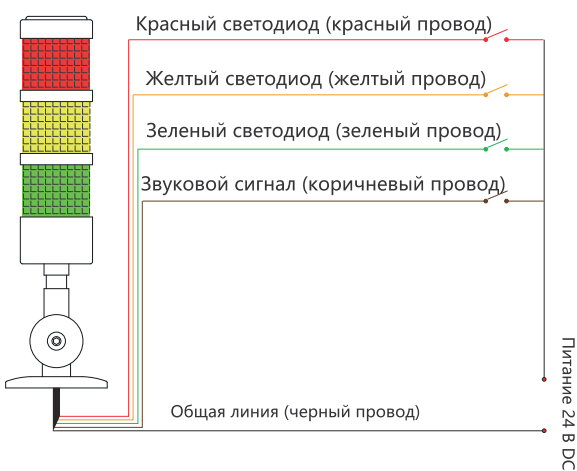 Красный светодиод (красный провод)
Желтый светодиод (желтый провод)
Зеленый светодиод (зеленый провод)
Звуковой сигнал (коричневый провод)
Общая линия (черный провод)
Питание 24 В DC